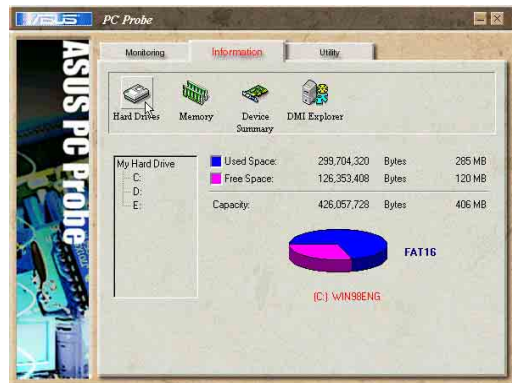 ASUS PC Probe
ASUS PC Probe
Monitoring Information Utility
Hard Drives Memory Device Summary DMI Explorer
My Hard Drive
C:
D:
E:
Used Space: 299,704,320 Bytes 285 MB
Free Space: 126,353,408 Bytes 120 MB
Capacity: 426,057,728 Bytes 406 MB
FAT16
(C:) WIN98ENG